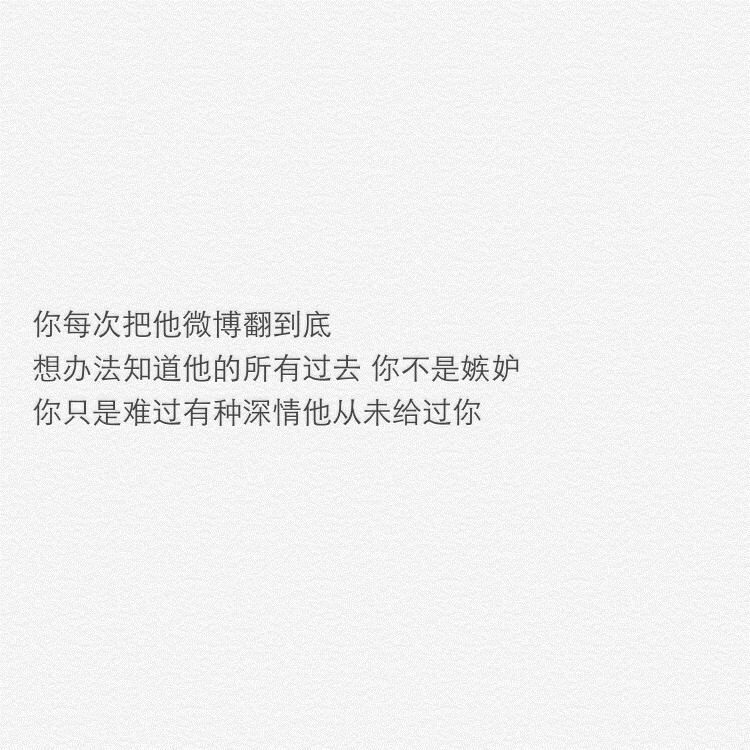 你每次把他微博翻到底
想办法知道他的所有过去 你不是嫉妒
你只是难过有种深情他从未给过你